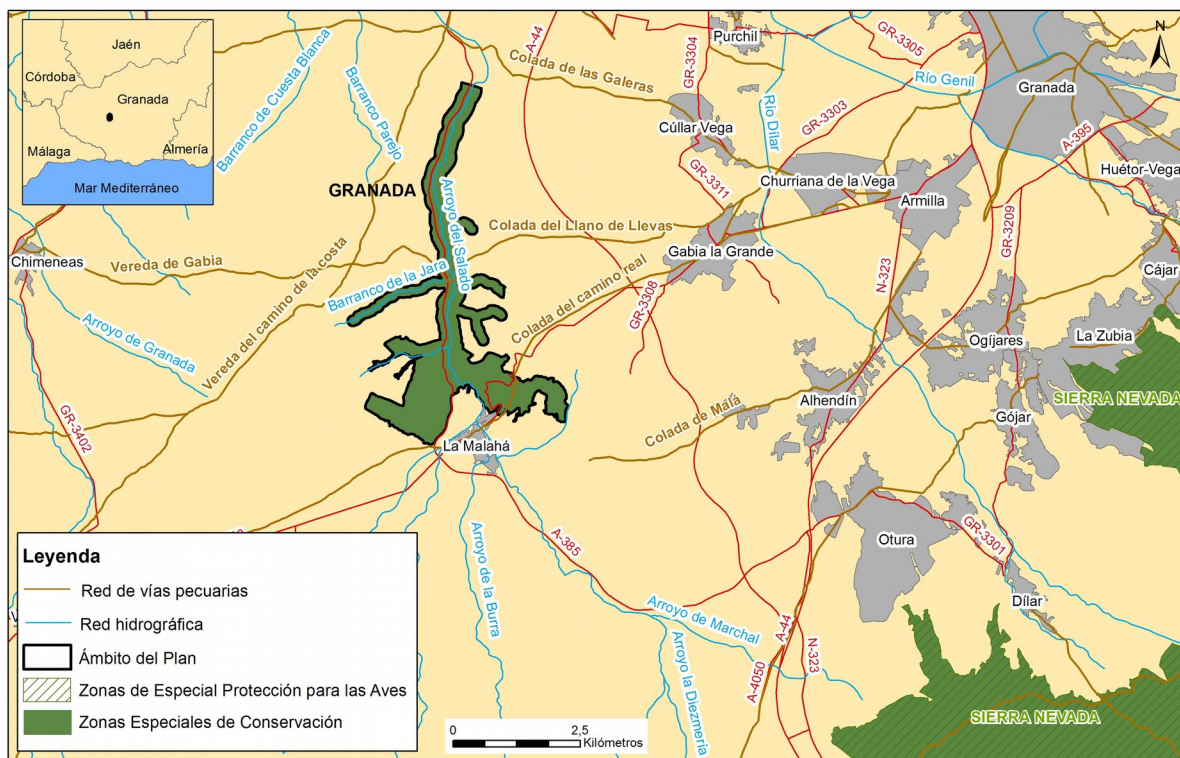 Jaén
Córdoba
Granada
Málaga
Almería
Mar Mediterráneo
N
Purchil
A-44
GR-3304
GR-3305
Río Genil
Granada
Colada de las Galeras
Barranco de Cuesta Blanca
Barranco Parejo
Río Dílar
GR-3303
Cúllar Vega
A-395
Huétor-Vega
GR-3311
Churriana de la Vega
Armilla
GRANADA
Arroyo del Salado
GR-3209
Colada del Llano de Llevas
Gabia la Grande
Chimeneas
Vereda de Gabia
Barranco de la Jara
Vereda del camino de la costa
Colada del camino real
GR-3308
N-323
Cájar
Arroyo de Granada
Ogíjares
La Zubia
SIERRA NEVADA
Alhendín
Gójar
Colada de Malá
GR-3402
La Malahá
Otura
GR-3301
A-385
Arroyo de la Burra
Dílar
Arroyo de Marchal
A-44
N-323
A-4050
Arroyo la Diezmería
SIERRA NEVADA
Leyenda
Red de vías pecuarias
Red hidrográfica
Ámbito del Plan
Zonas de Especial Protección para las Aves
Zonas Especiales de Conservación
0 2,5
Kilómetros